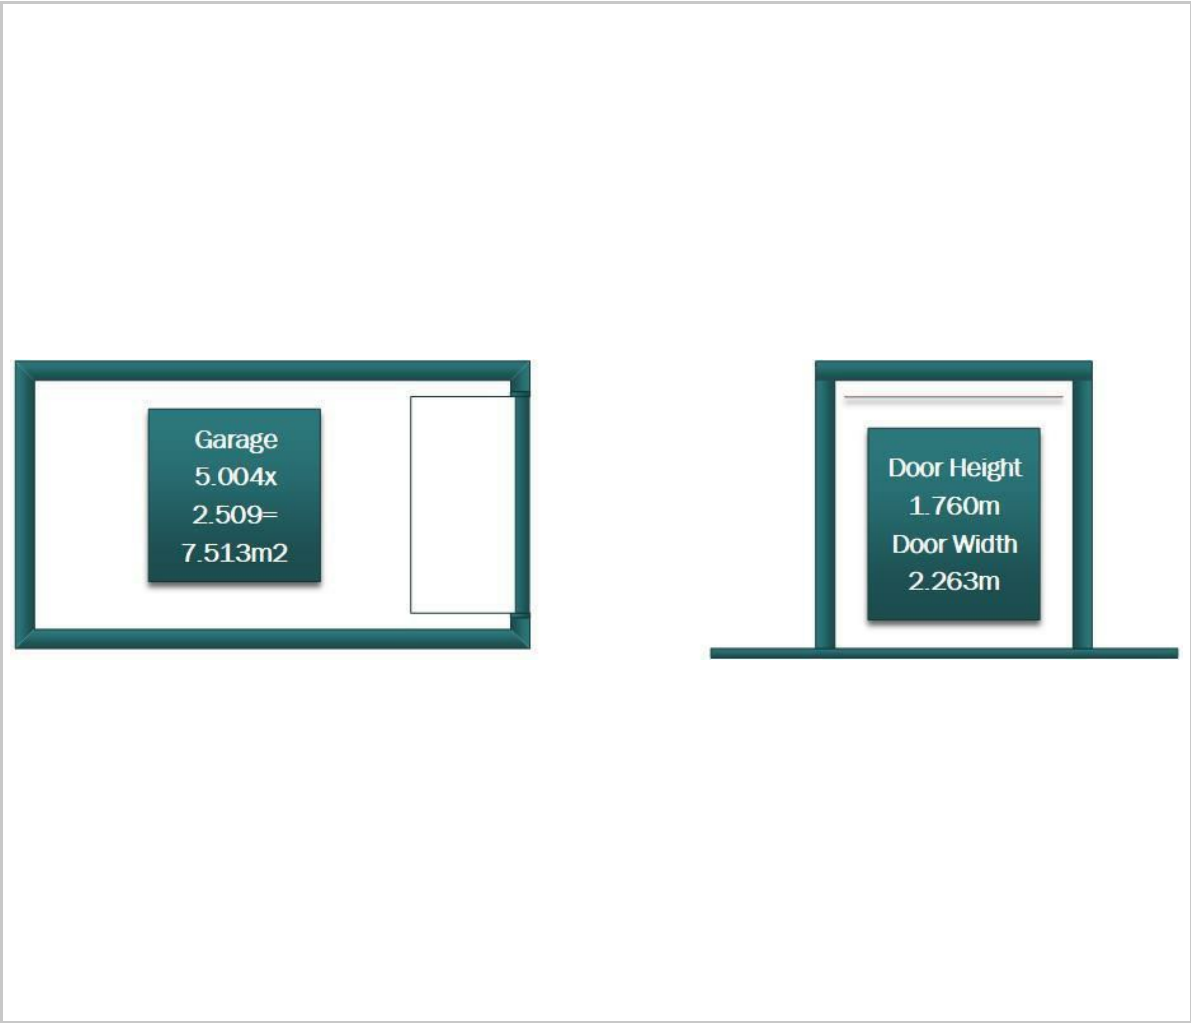 Garage
5.004x
2.509=
7.513m2
Door Height
1.760m
Door Width
2.263m